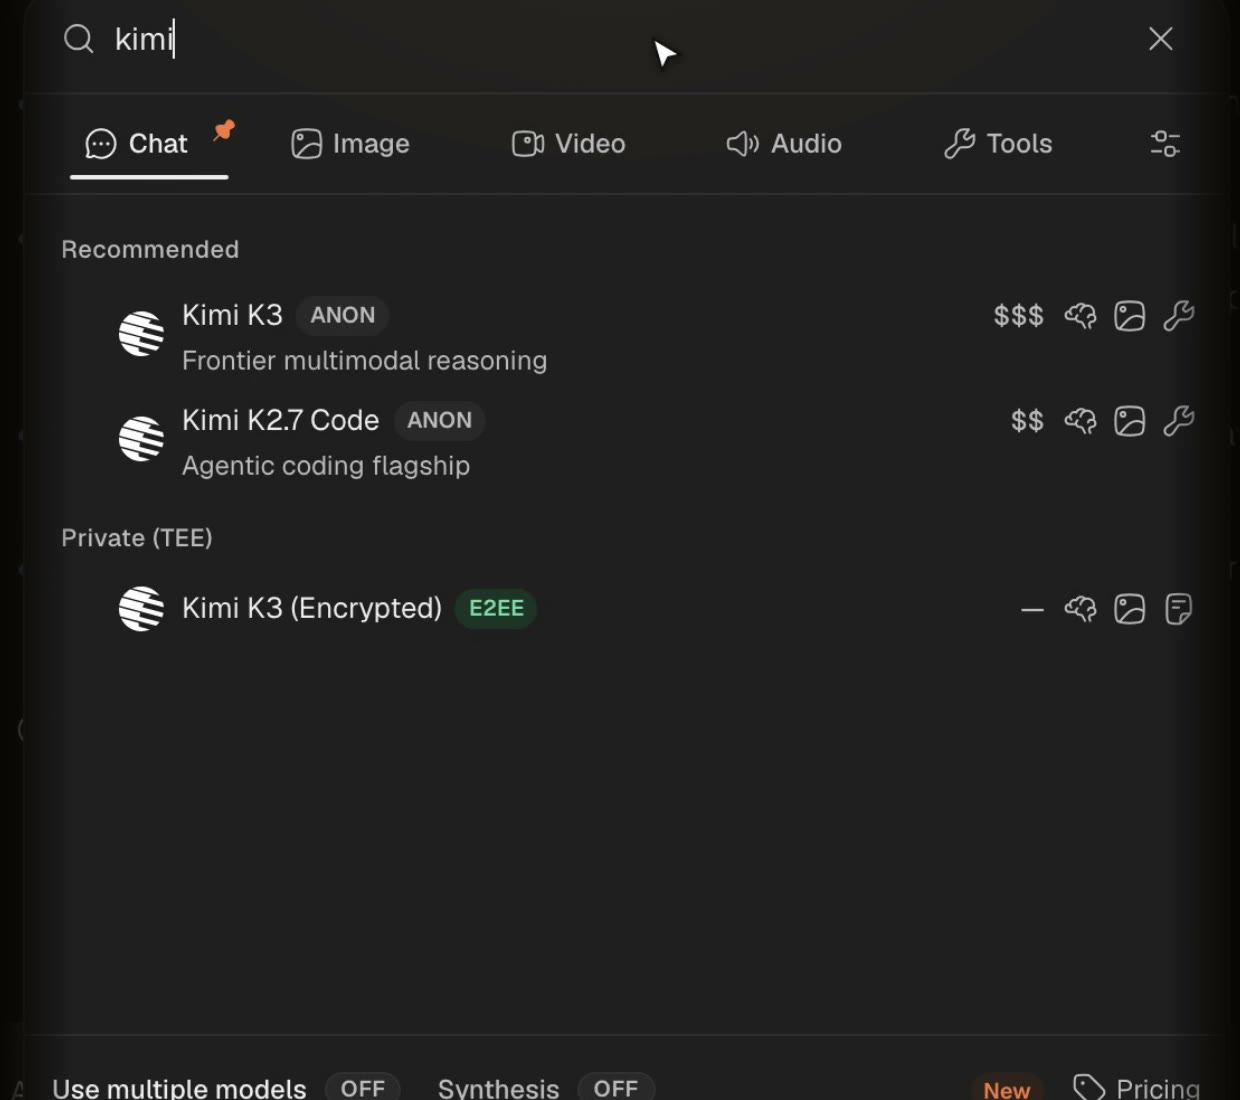 kimi
Chat Image Video Audio Tools
Recommended
Kimi K3 ANON $$$
Frontier multimodal reasoning
Kimi K2.7 Code ANON $$
Agentic coding flagship
Private (TEE)
Kimi K3 (Encrypted) E2EE —
Use multiple models OFF Synthesis OFF New Pricing